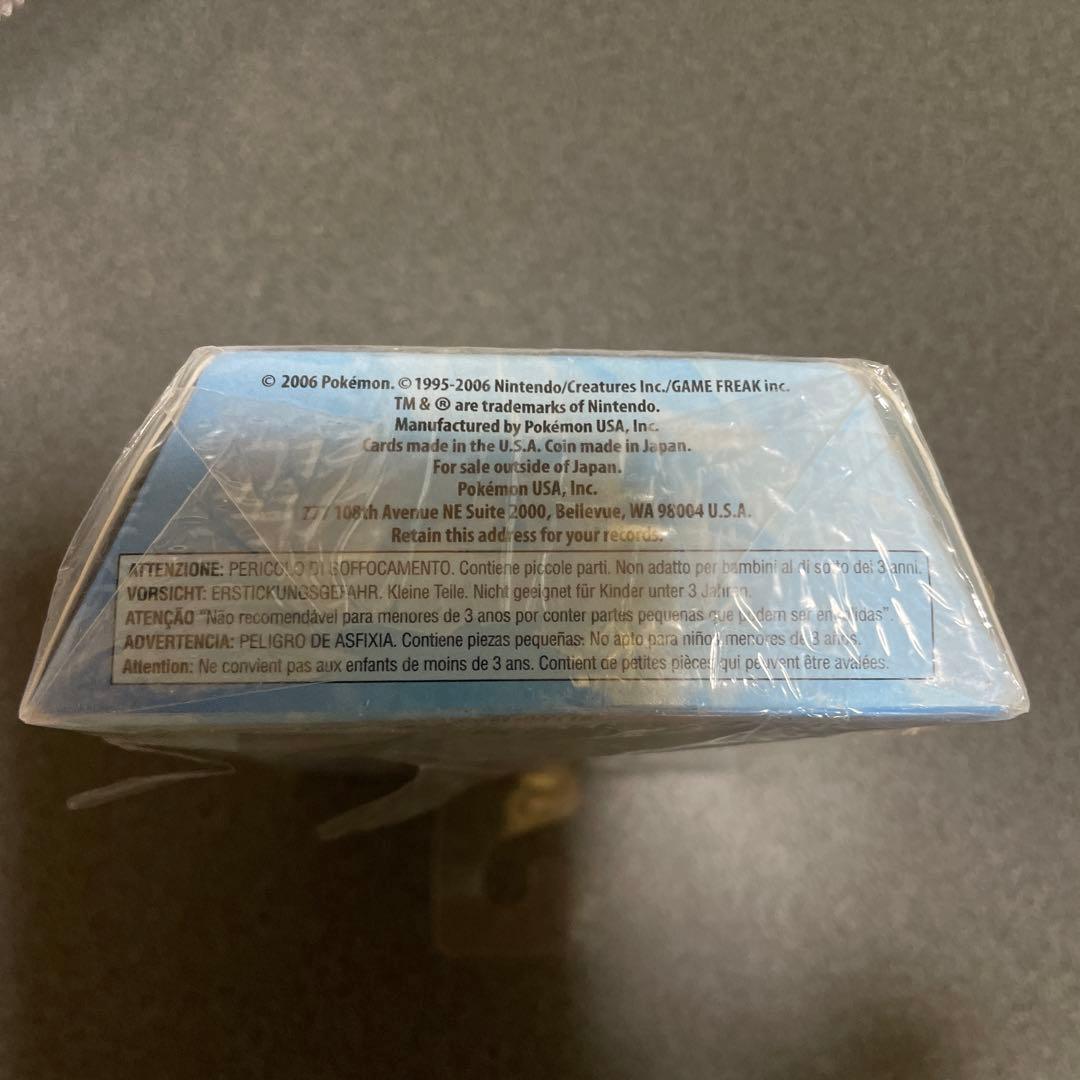 © 2006 Pokémon. © 1995-2006 Nintendo/Creatures Inc./GAME FREAK inc.
TM & ® are trademarks of Nintendo.
Manufactured by Pokémon USA, Inc.
Cards made in the U.S.A. Coin made in Japan.
For sale outside of Japan.
Pokémon USA, Inc.
777 108th Avenue NE Suite 2000, Bellevue, WA 98004 U.S.A.
Retain this address for your records.
ATTENZIONE: PERICOLO DI SOFFOCAMENTO. Contiene piccole parti. Non adatto per bambini al di sotto dei 3 anni.
VORSICHT: ERSTICKUNGSGEFAHR. Kleine Teile. Nicht geeignet für Kinder unter 3 Jahren.
ATENÇÃO “Não recomendável para menores de 3 anos por conter partes pequenas que podem ser engolidas”.
ADVERTENCIA: PELIGRO DE ASFIXIA. Contiene piezas pequeñas. No apto para niños menores de 3 años.
Attention: Ne convient pas aux enfants de moins de 3 ans. Contient de petites pièces qui peuvent être avalées.